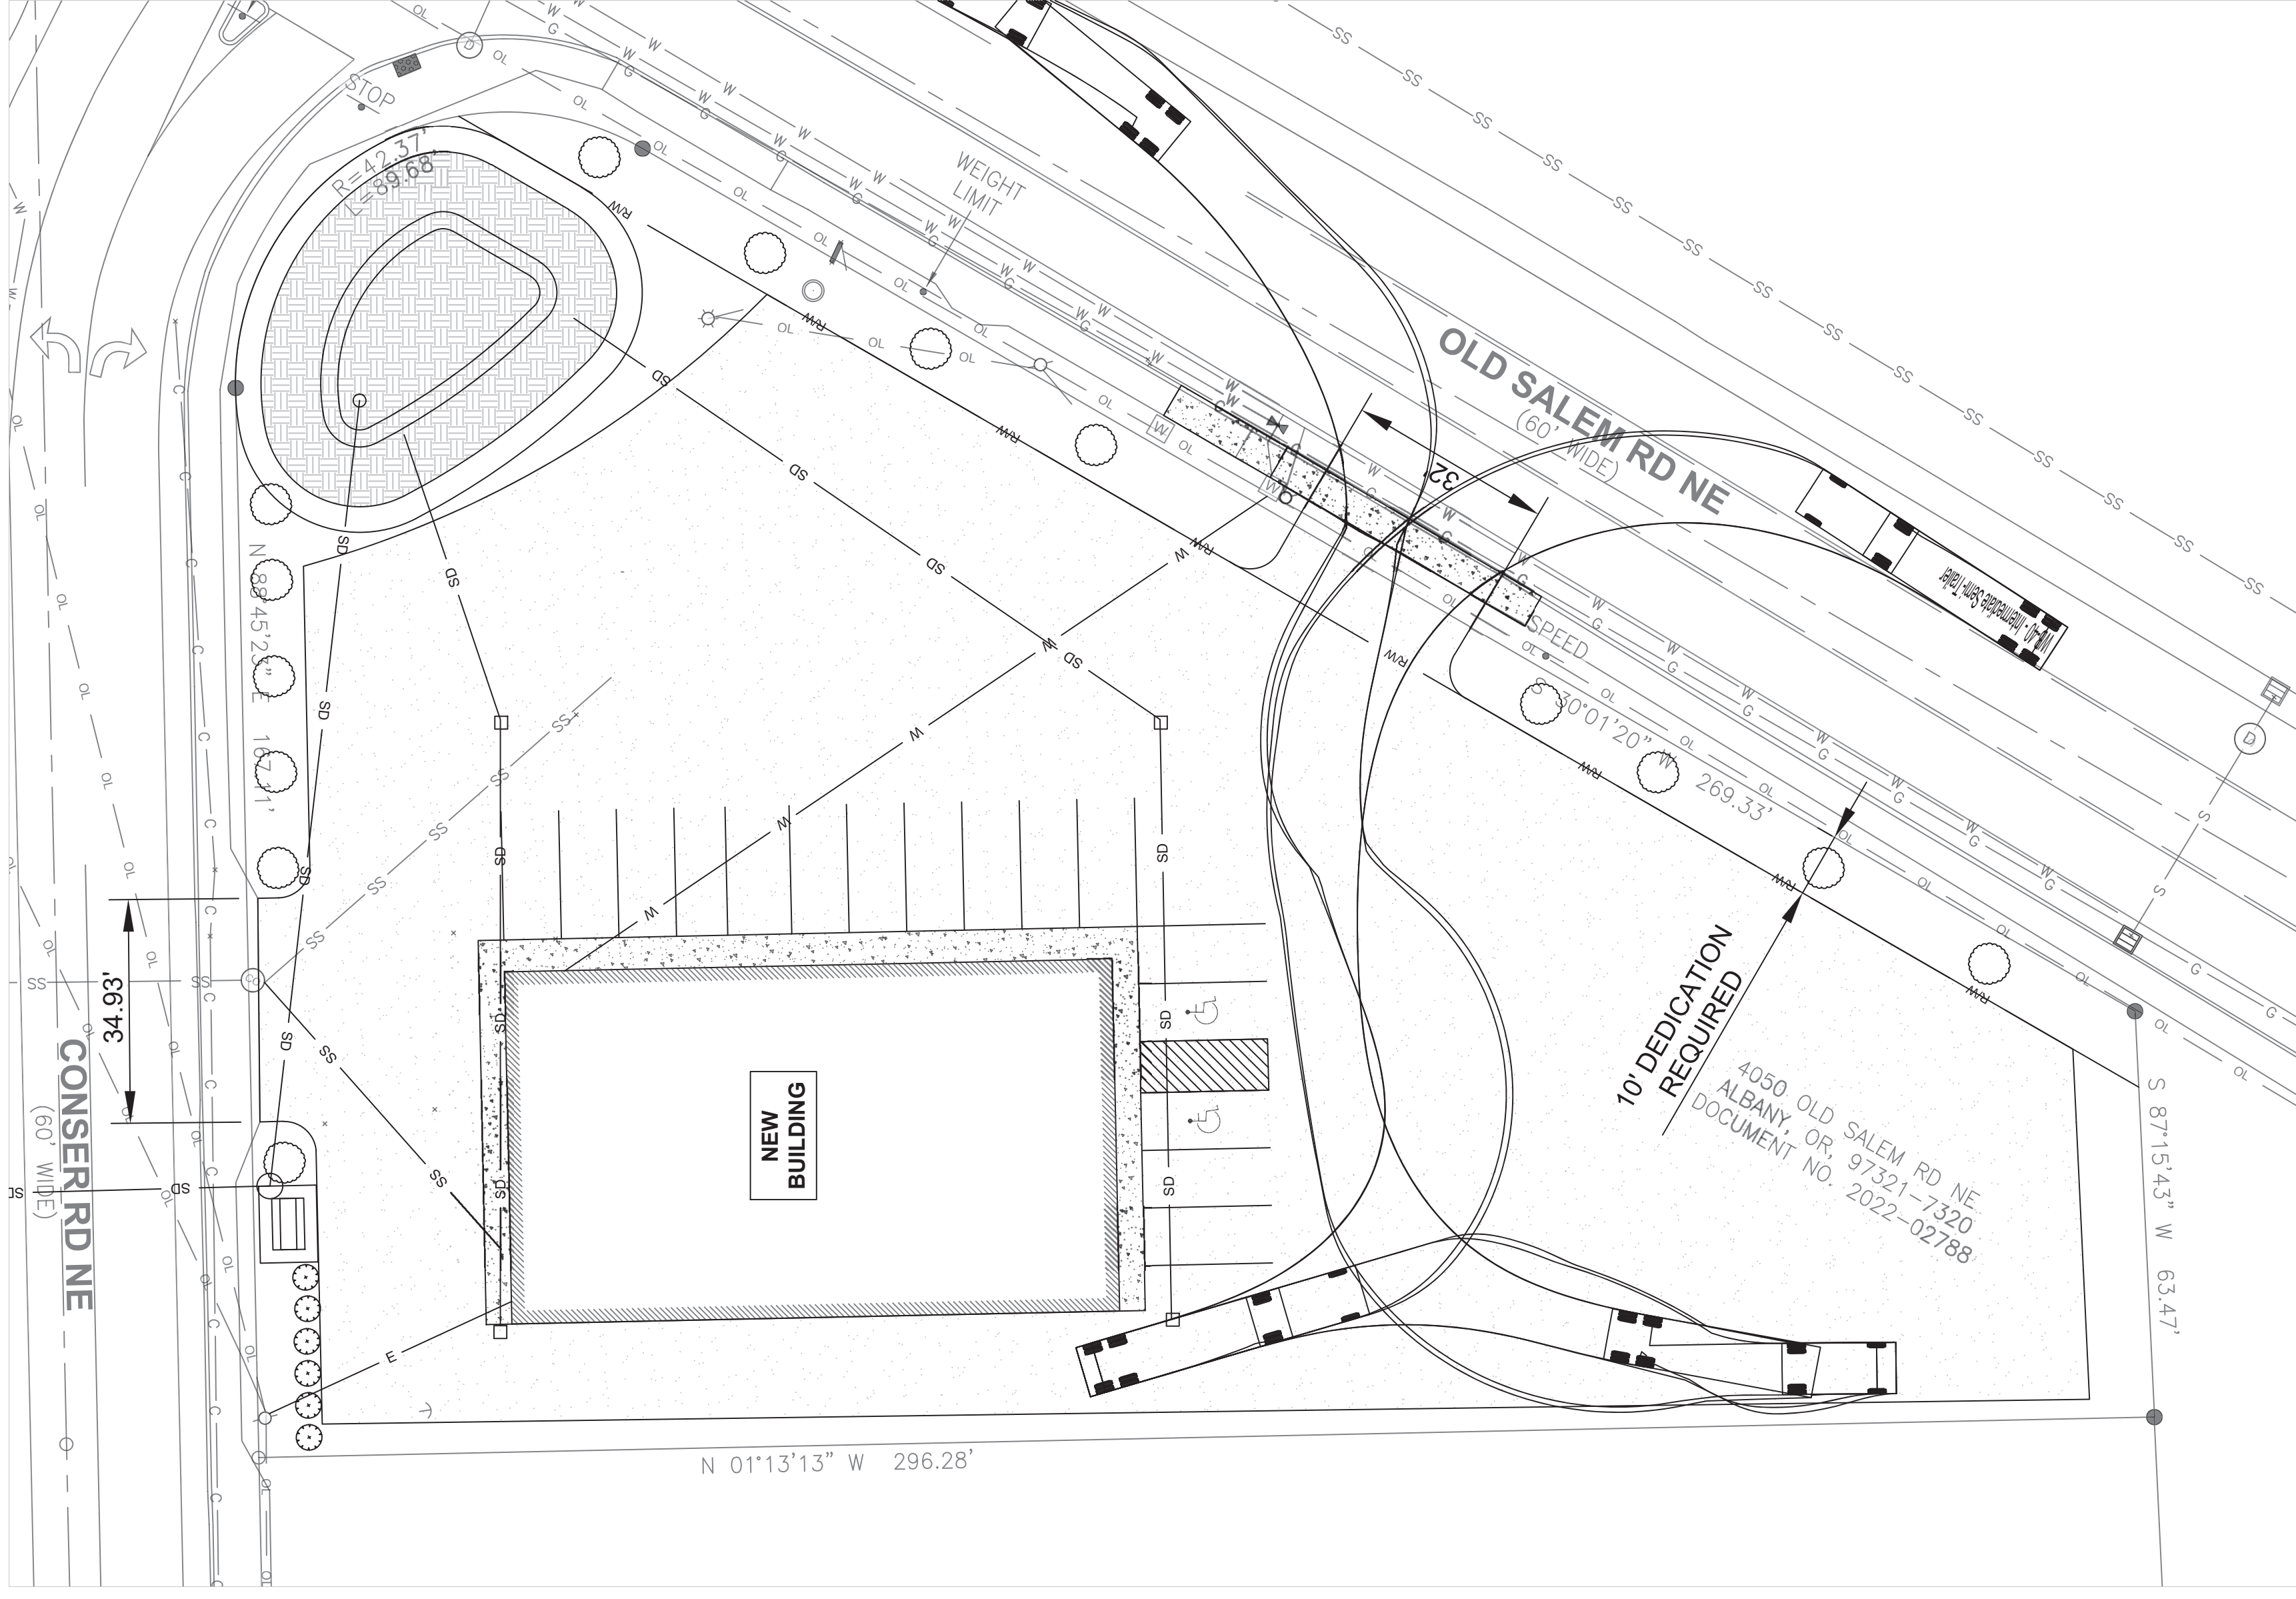 STOP
R=42.37'
L=89.68'
WEIGHT
LIMIT
OLD SALEM RD NE
(60' WIDE)
32'
WB-40 - Intermediate Semi-Trailer
SPEED
S 30°01'20" W 269.33'
N 88°45'23" E 167.11'
34.93'
CONSER RD NE
(60' WIDE)
NEW
BUILDING
10' DEDICATION
REQUIRED
4050 OLD SALEM RD NE
ALBANY, OR, 97321-7320
DOCUMENT NO. 2022-02788
S 87°15'43" W 63.47'
N 01°13'13" W 296.28'